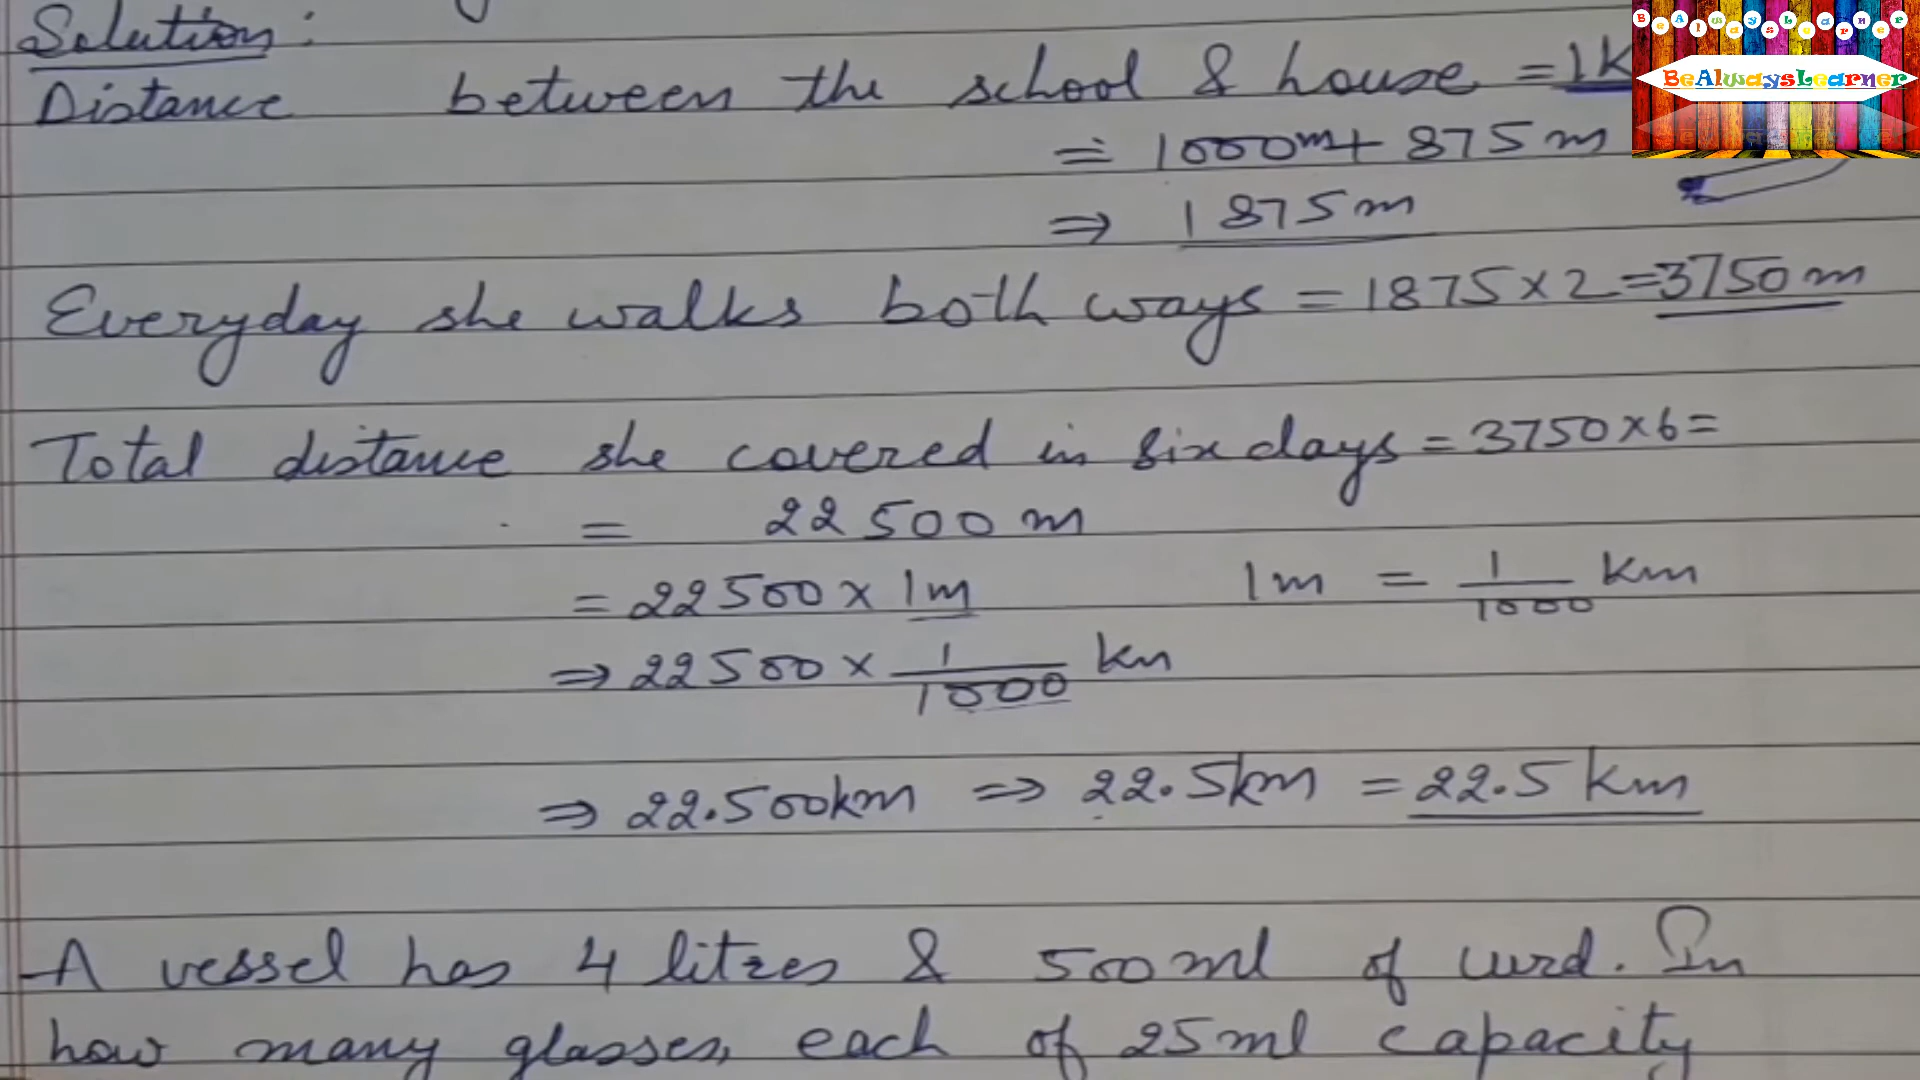 Solution:
Distance between the school & house = 1K
= 1000m + 875m
⇒ 1875m
Everyday she walks both ways = 1875 × 2 = 3750m
Total distance she covered in six days = 3750 × 6 =
= 22500 m
= 22500 × 1m    1m = 1/1000 km
⇒ 22500 × 1/1000 km
⇒ 22.500km ⇒ 22.5km = 22.5 km
A vessel has 4 litres & 500ml of curd. In
how many glasses, each of 25ml capacity
BeAlwaysLearner
BeAlwaysLearner